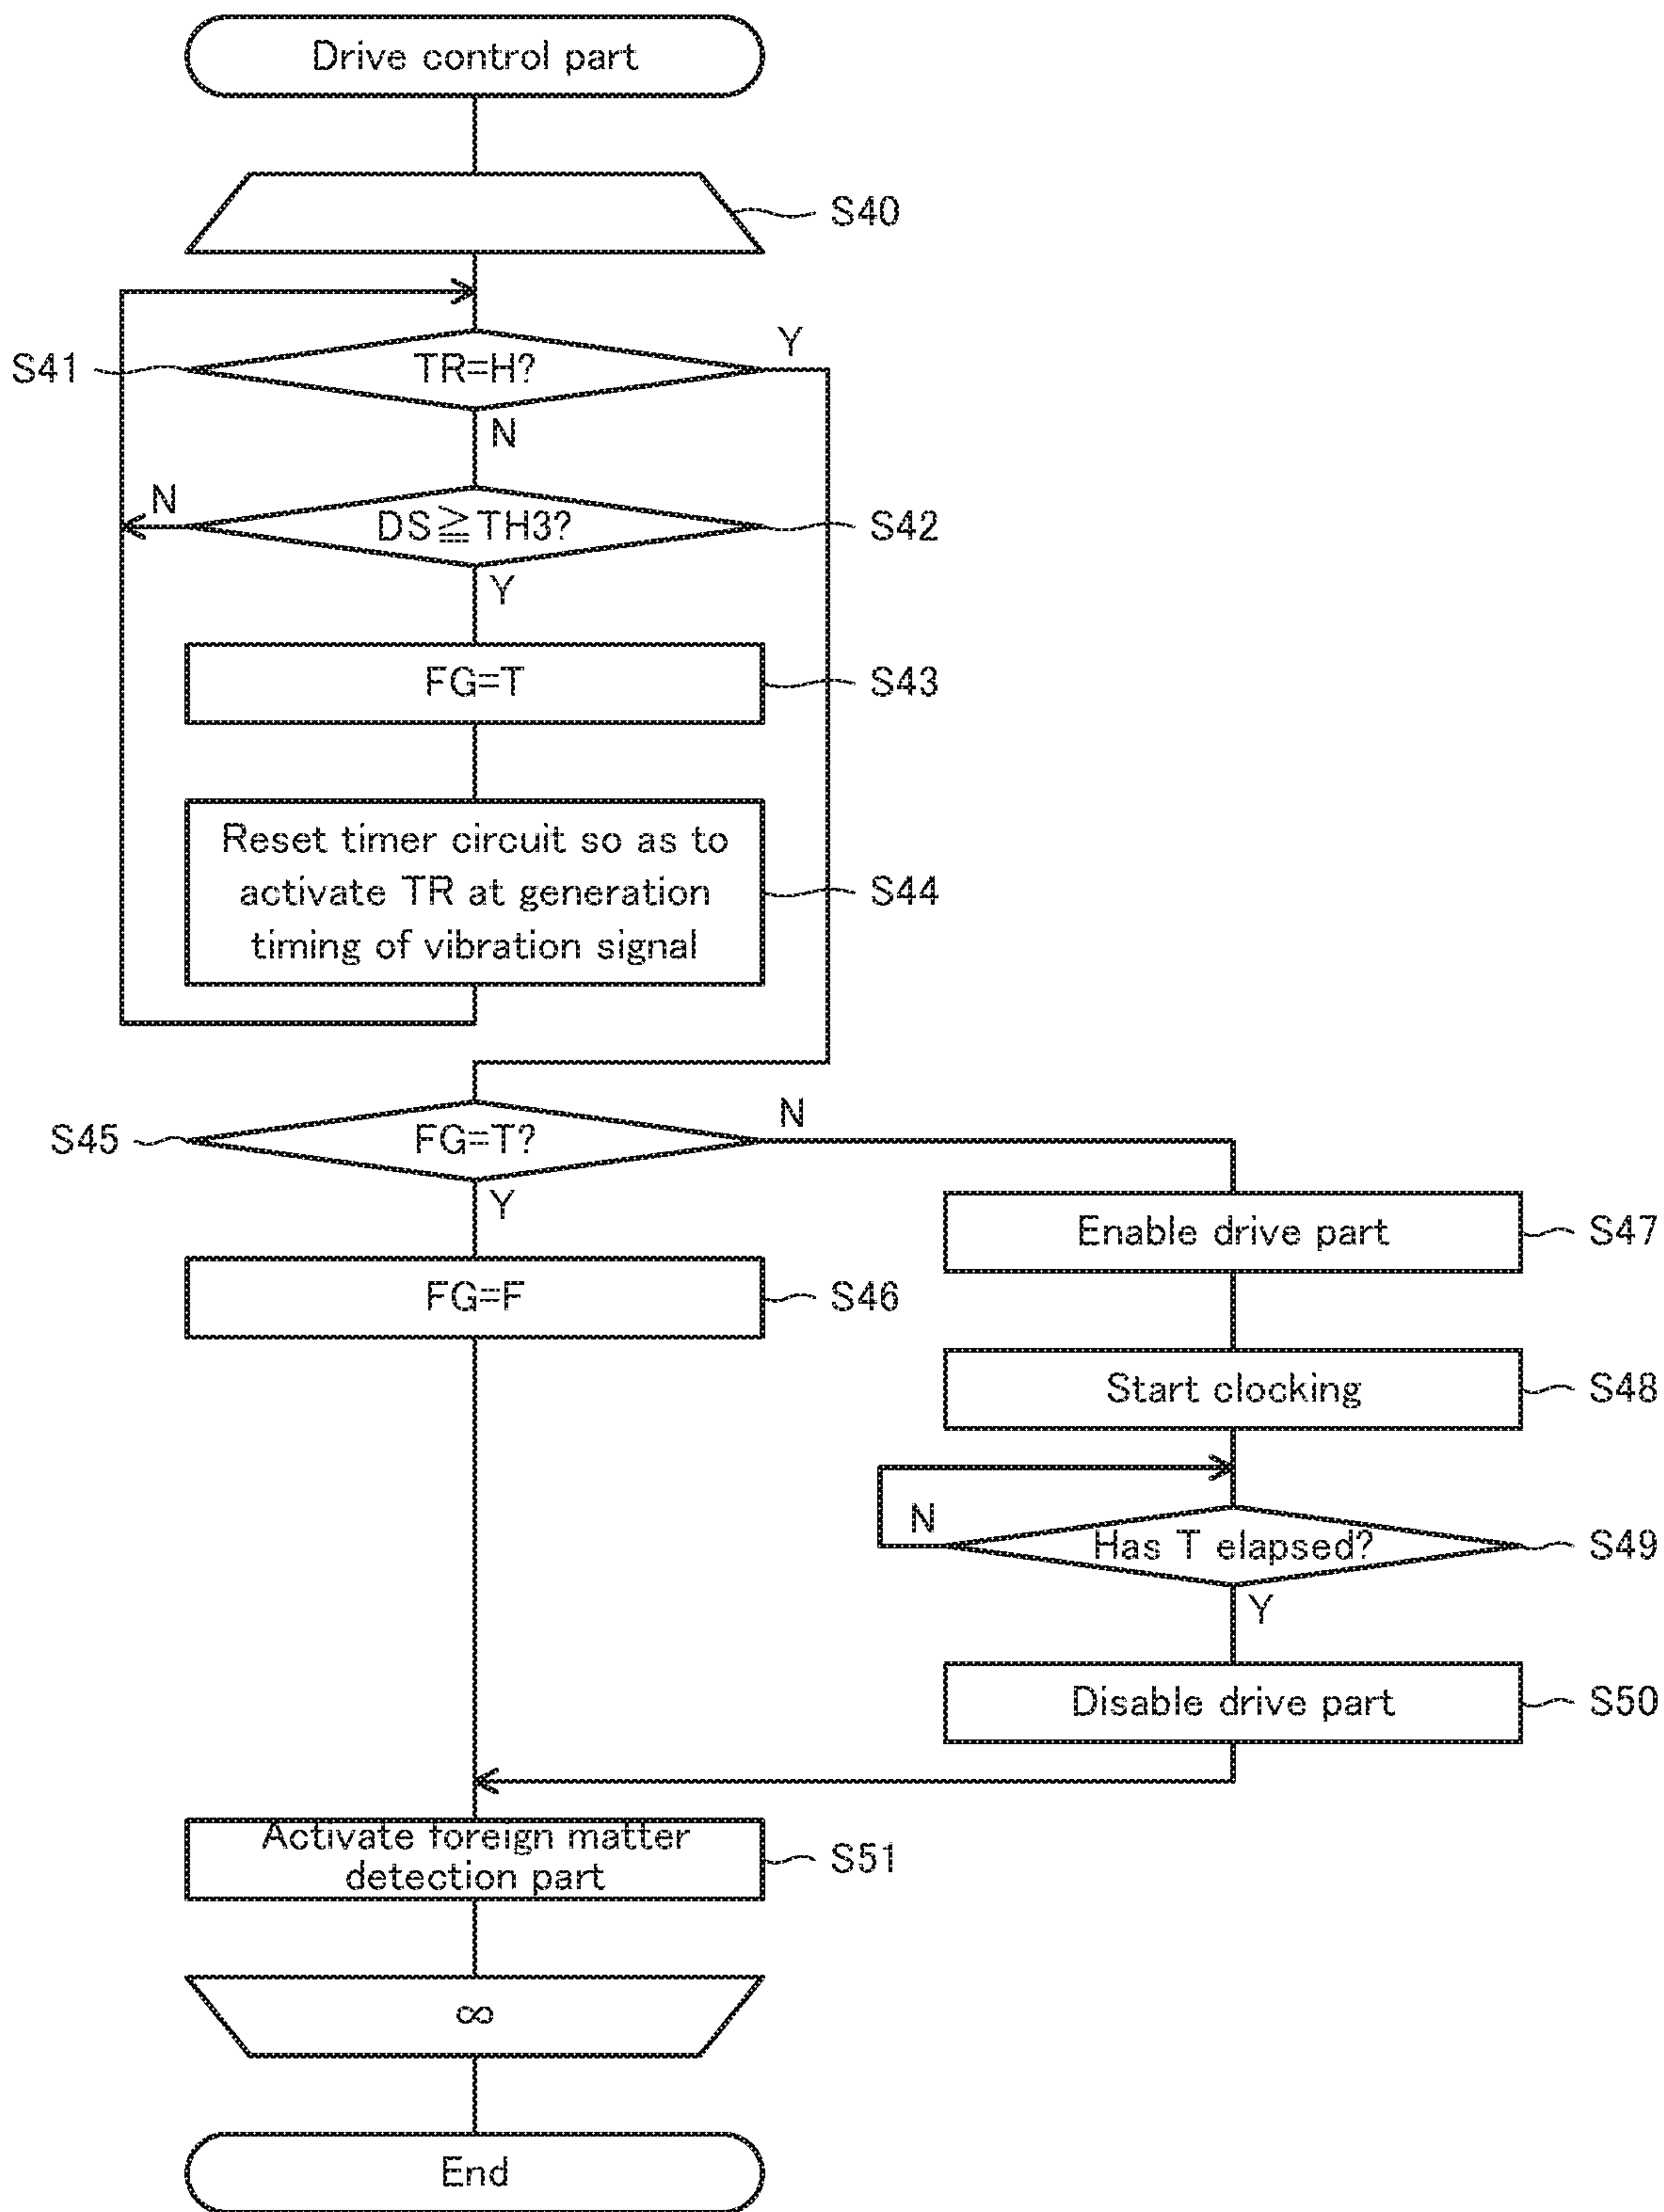 Drive control part
S40
S41
TR=H?
Y
N
N
DS≧TH3?
S42
Y
FG=T
S43
Reset timer circuit so as to
activate TR at generation
timing of vibration signal
S44
S45
FG=T?
N
Y
Enable drive part
S47
FG=F
S46
Start clocking
S48
N
Has T elapsed?
S49
Y
Disable drive part
S50
Activate foreign matter
detection part
S51
∞
End